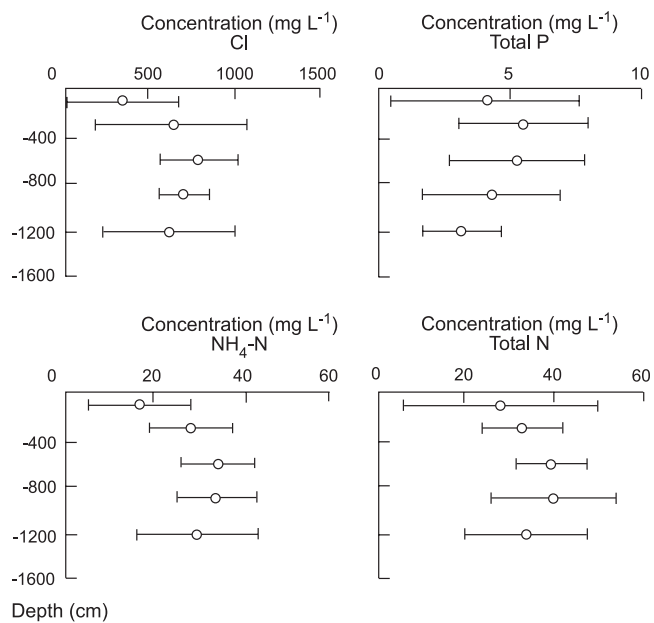 Concentration (mg L⁻¹)
Cl
0 500 1000 1500
-400
-800
-1200
-1600
Concentration (mg L⁻¹)
Total P
0 5 10
Concentration (mg L⁻¹)
NH₄-N
0 20 40 60
-400
-800
-1200
-1600
Concentration (mg L⁻¹)
Total N
0 20 40 60
Depth (cm)